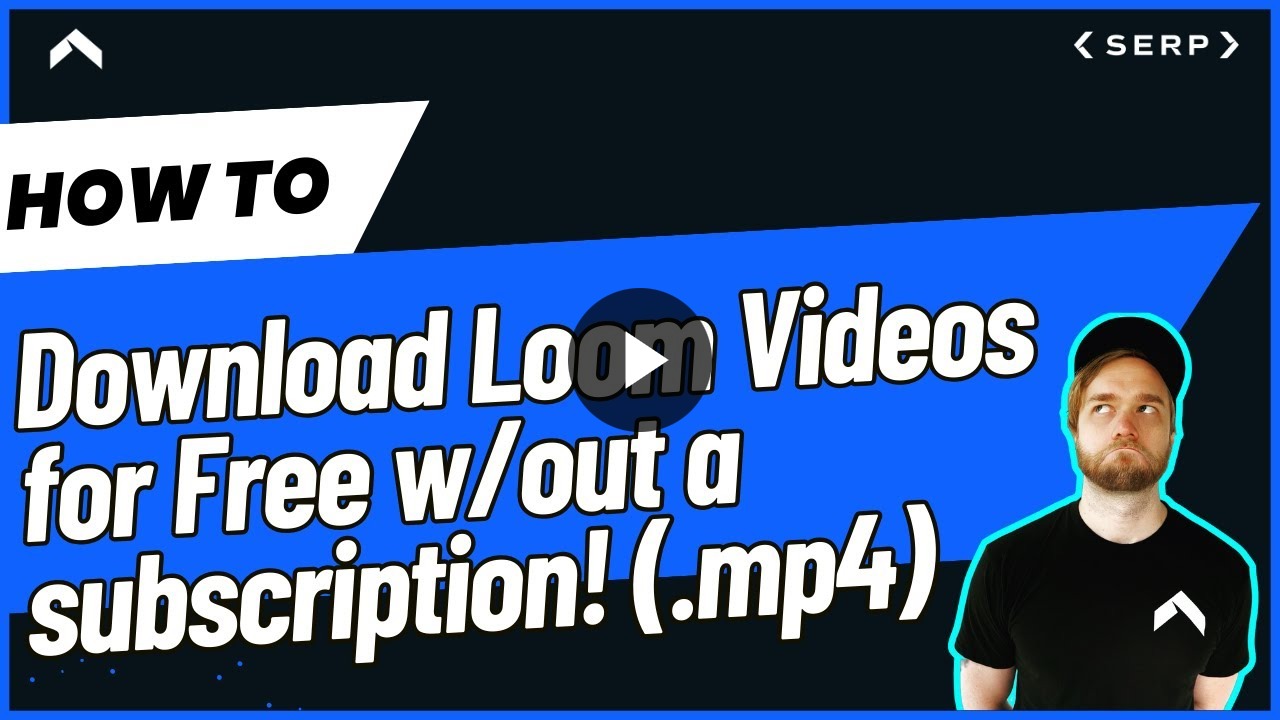 < SERP >
HOW TO
Download Loom Videos
for Free w/out a
subscription! (.mp4)